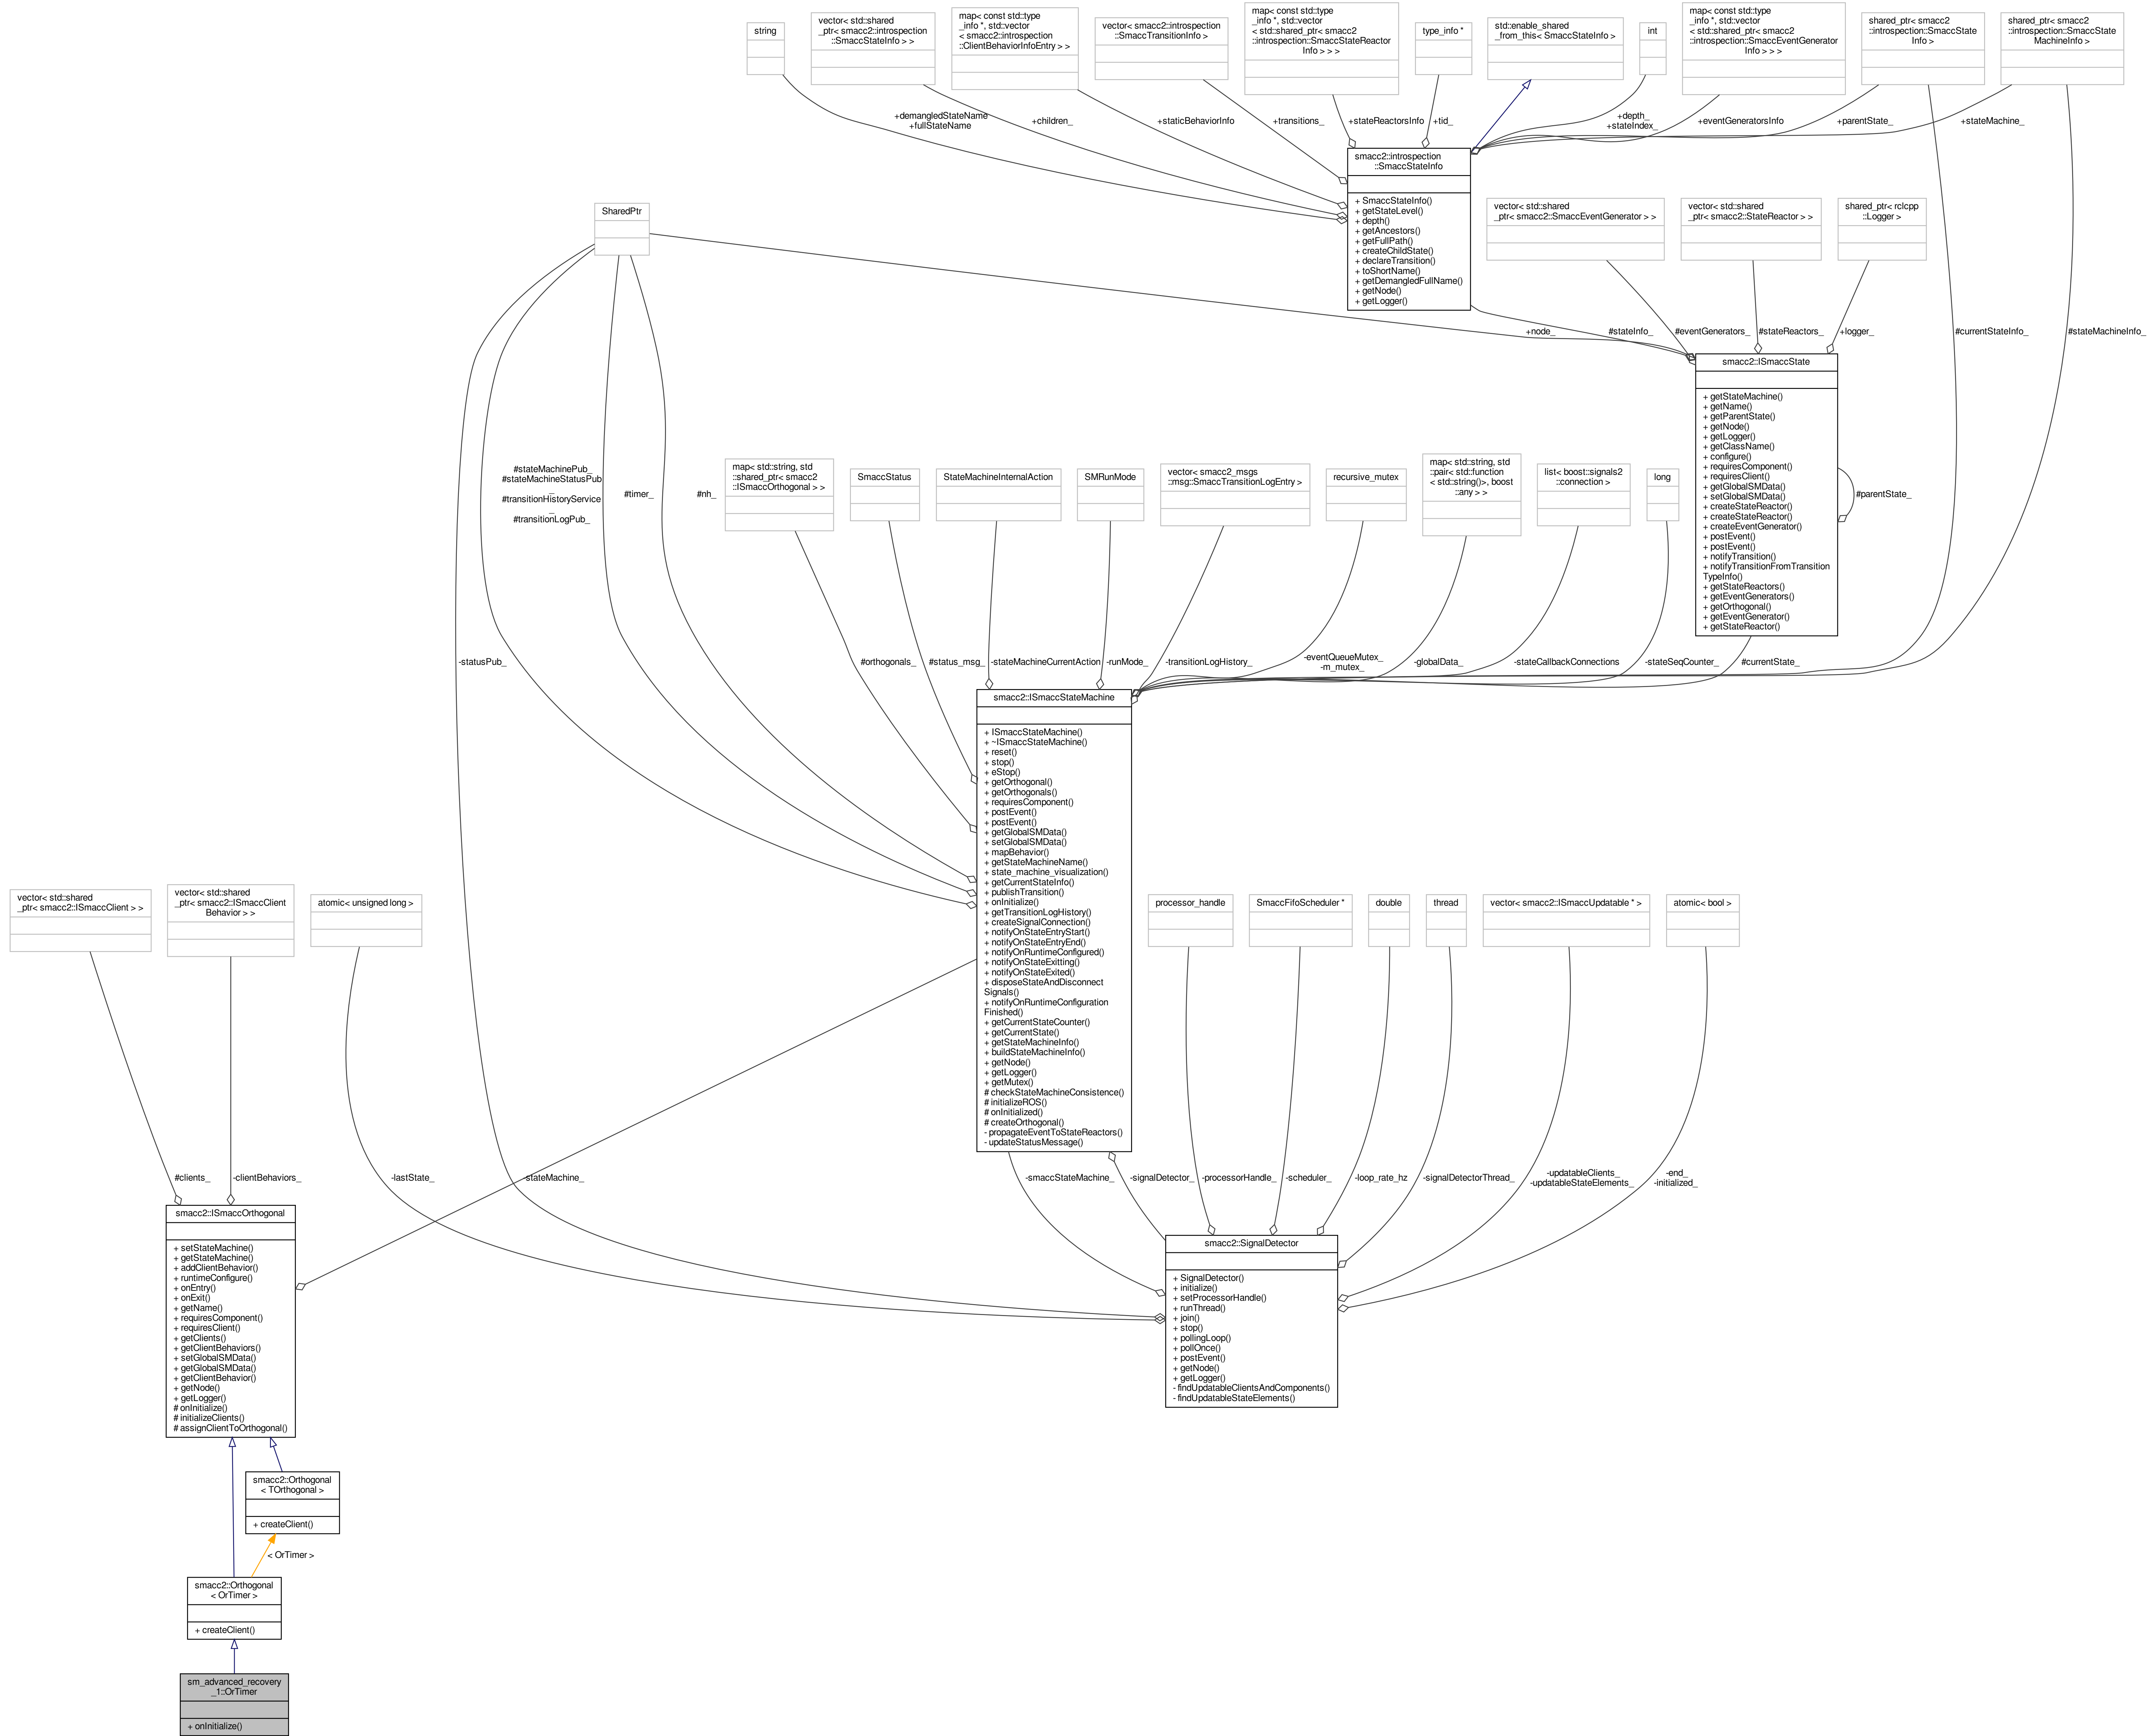 string
vector< std::shared
_ptr< smacc2::introspection
::SmaccStateInfo > >
map< const std::type
_info *, std::vector
< smacc2::introspection
::ClientBehaviorInfoEntry > >
vector< smacc2::introspection
::SmaccTransitionInfo >
map< const std::type
_info *, std::vector
< std::shared_ptr< smacc2
::introspection::SmaccStateReactor
Info > > >
type_info *
std::enable_shared
_from_this< SmaccStateInfo >
int
map< const std::type
_info *, std::vector
< std::shared_ptr< smacc2
::introspection::SmaccEventGenerator
Info > > >
shared_ptr< smacc2
::introspection::SmaccState
Info >
shared_ptr< smacc2
::introspection::SmaccState
MachineInfo >
+demangledStateName
+fullStateName
+children_
+staticBehaviorInfo
+transitions_
+stateReactorsInfo
+tid_
+depth_
+stateIndex_
+eventGeneratorsInfo
+parentState_
+stateMachine_
smacc2::introspection
::SmaccStateInfo
+ SmaccStateInfo()
+ getStateLevel()
+ depth()
+ getAncestors()
+ getFullPath()
+ createChildState()
+ declareTransition()
+ toShortName()
+ getDemangledFullName()
+ getNode()
+ getLogger()
SharedPtr
vector< std::shared
_ptr< smacc2::SmaccEventGenerator > >
vector< std::shared
_ptr< smacc2::StateReactor > >
shared_ptr< rclcpp
::Logger >
+node_
#stateInfo_
#eventGenerators_
#stateReactors_
+logger_
#currentStateInfo_
#stateMachineInfo_
smacc2::ISmaccState
+ getStateMachine()
+ getName()
+ getParentState()
+ getNode()
+ getLogger()
+ getClassName()
+ configure()
+ requiresComponent()
+ requiresClient()
+ getGlobalSMData()
+ setGlobalSMData()
+ createStateReactor()
+ createStateReactor()
+ createEventGenerator()
+ postEvent()
+ postEvent()
+ notifyTransition()
+ notifyTransitionFromTransition
TypeInfo()
+ getStateReactors()
+ getEventGenerators()
+ getOrthogonal()
+ getEventGenerator()
+ getStateReactor()
#parentState_
#stateMachinePub_
#stateMachineStatusPub
_
#transitionHistoryService
_
#transitionLogPub_
#timer_
#nh_
map< std::string, std
::shared_ptr< smacc2
::ISmaccOrthogonal > >
SmaccStatus
StateMachineInternalAction
SMRunMode
vector< smacc2_msgs
::msg::SmaccTransitionLogEntry >
recursive_mutex
map< std::string, std
::pair< std::function
< std::string()>, boost
::any > >
list< boost::signals2
::connection >
long
-statusPub_
#orthogonals_
#status_msg_
-stateMachineCurrentAction
-runMode_
-transitionLogHistory_
-eventQueueMutex_
-m_mutex_
-globalData_
-stateCallbackConnections
-stateSeqCounter_
#currentState_
smacc2::ISmaccStateMachine
+ ISmaccStateMachine()
+ ~ISmaccStateMachine()
+ reset()
+ stop()
+ eStop()
+ getOrthogonal()
+ getOrthogonals()
+ requiresComponent()
+ postEvent()
+ postEvent()
+ getGlobalSMData()
+ setGlobalSMData()
+ mapBehavior()
+ getStateMachineName()
+ state_machine_visualization()
+ getCurrentStateInfo()
+ publishTransition()
+ onInitialize()
+ getTransitionLogHistory()
+ createSignalConnection()
+ notifyOnStateEntryStart()
+ notifyOnStateEntryEnd()
+ notifyOnRuntimeConfigured()
+ notifyOnStateExitting()
+ notifyOnStateExited()
+ disposeStateAndDisconnect
Signals()
+ notifyOnRuntimeConfiguration
Finished()
+ getCurrentStateCounter()
+ getCurrentState()
+ getStateMachineInfo()
+ buildStateMachineInfo()
+ getNode()
+ getLogger()
+ getMutex()
# checkStateMachineConsistence()
# initializeROS()
# onInitialized()
# createOrthogonal()
- propagateEventToStateReactors()
- updateStatusMessage()
vector< std::shared
_ptr< smacc2::ISmaccClient > >
vector< std::shared
_ptr< smacc2::ISmaccClient
Behavior > >
atomic< unsigned long >
processor_handle
SmaccFifoScheduler *
double
thread
vector< smacc2::ISmaccUpdatable * >
atomic< bool >
#clients_
-clientBehaviors_
-lastState_
-stateMachine_
-smaccStateMachine_
-signalDetector_
-processorHandle_
-scheduler_
-loop_rate_hz
-signalDetectorThread_
-updatableClients_
-updatableStateElements_
-end_
-initialized_
smacc2::ISmaccOrthogonal
+ setStateMachine()
+ getStateMachine()
+ addClientBehavior()
+ runtimeConfigure()
+ onEntry()
+ onExit()
+ getName()
+ requiresComponent()
+ requiresClient()
+ getClients()
+ getClientBehaviors()
+ setGlobalSMData()
+ getGlobalSMData()
+ getClientBehavior()
+ getNode()
+ getLogger()
# onInitialize()
# initializeClients()
# assignClientToOrthogonal()
smacc2::SignalDetector
+ SignalDetector()
+ initialize()
+ setProcessorHandle()
+ runThread()
+ join()
+ stop()
+ pollingLoop()
+ pollOnce()
+ postEvent()
+ getNode()
+ getLogger()
- findUpdatableClientsAndComponents()
- findUpdatableStateElements()
smacc2::Orthogonal
< TOrthogonal >
+ createClient()
< OrTimer >
smacc2::Orthogonal
< OrTimer >
+ createClient()
sm_advanced_recovery
_1::OrTimer
+ onInitialize()